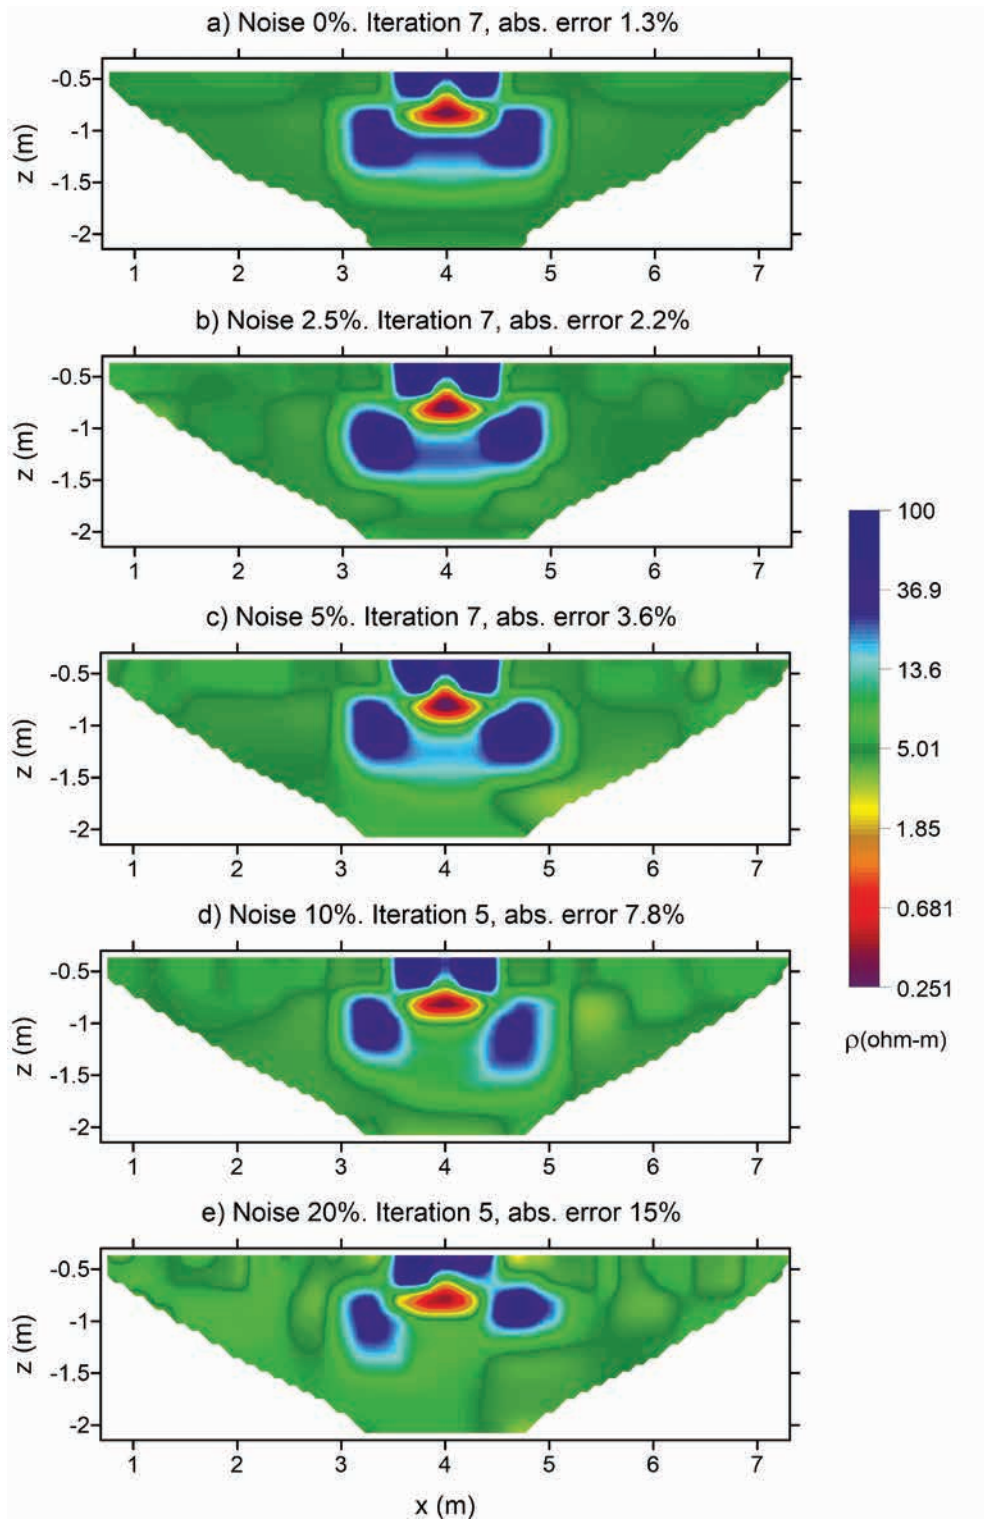 a) Noise 0%. Iteration 7, abs. error 1.3%
-0.5
-1
-1.5
-2
z (m)
1 2 3 4 5 6 7
b) Noise 2.5%. Iteration 7, abs. error 2.2%
-0.5
-1
-1.5
-2
z (m)
1 2 3 4 5 6 7
c) Noise 5%. Iteration 7, abs. error 3.6%
-0.5
-1
-1.5
-2
z (m)
1 2 3 4 5 6 7
d) Noise 10%. Iteration 5, abs. error 7.8%
-0.5
-1
-1.5
-2
z (m)
1 2 3 4 5 6 7
e) Noise 20%. Iteration 5, abs. error 15%
-0.5
-1
-1.5
-2
z (m)
1 2 3 4 5 6 7
x (m)
100
36.9
13.6
5.01
1.85
0.681
0.251
ρ(ohm-m)